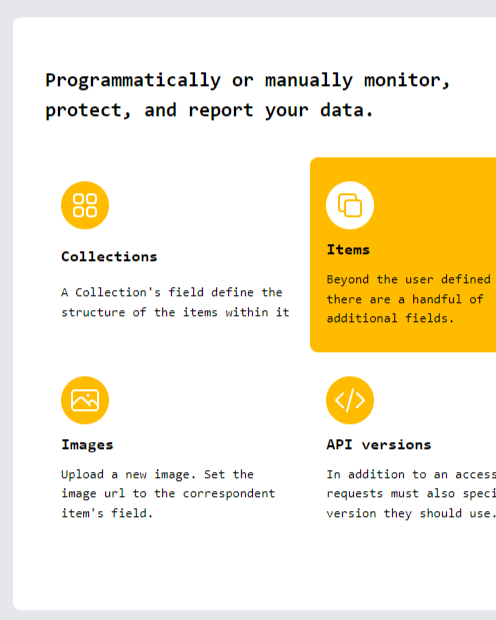 Programmatically or manually monitor,
protect, and report your data.
Collections
A Collection's field define the
structure of the items within it
Items
Beyond the user defined
there are a handful of
additional fields.
Images
Upload a new image. Set the
image url to the correspondent
item's field.
API versions
In addition to an access
requests must also speci
version they should use.